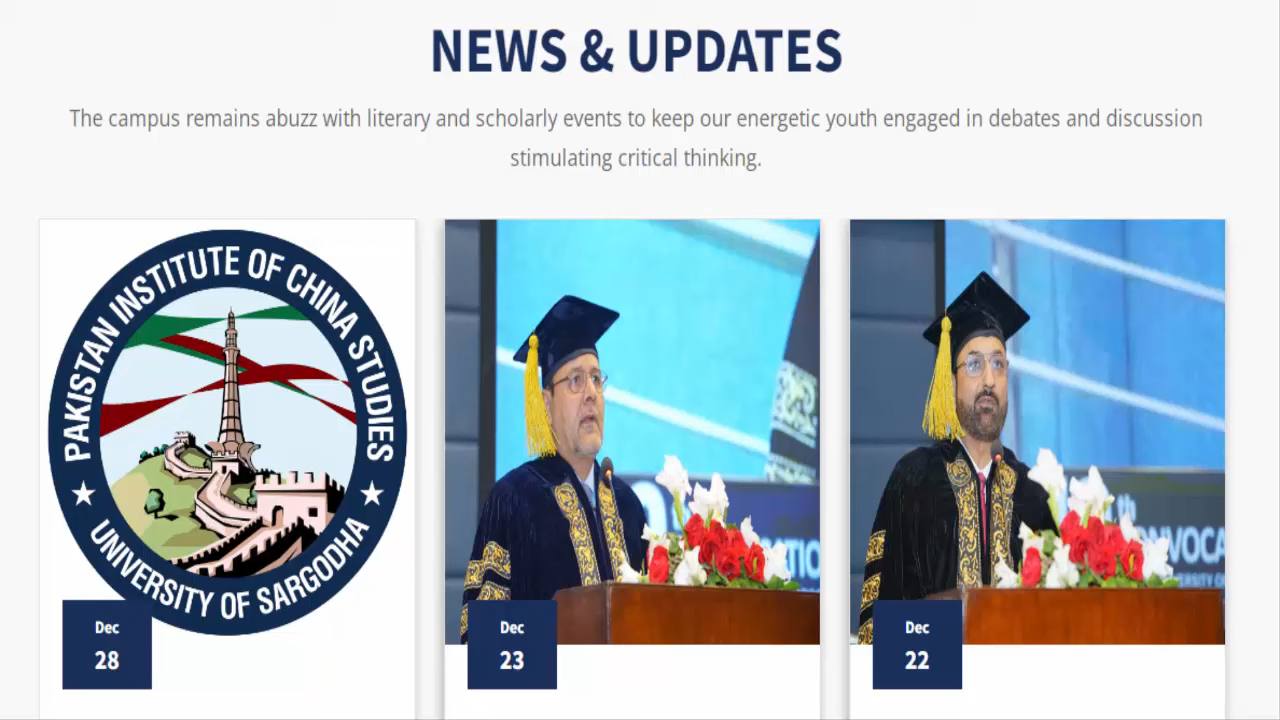 NEWS & UPDATES
The campus remains abuzz with literary and scholarly events to keep our energetic youth engaged in debates and discussion
stimulating critical thinking.
PAKISTAN INSTITUTE OF CHINA STUDIES
UNIVERSITY OF SARGODHA
th
Dec
28
Dec
23
Dec
22